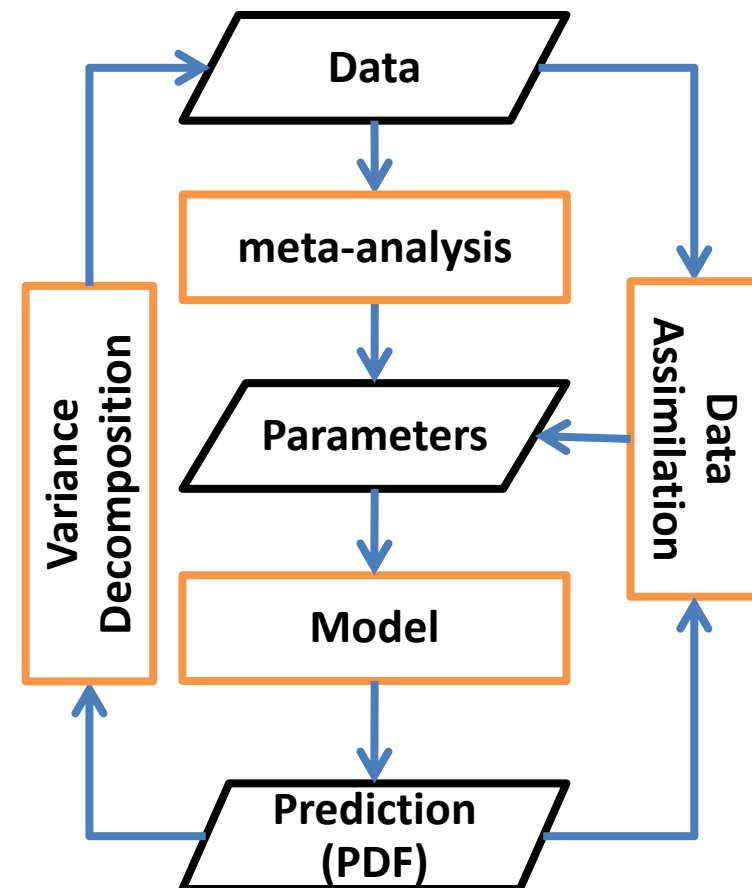 Data
meta-analysis
Variance
Decomposition
Data
Assimilation
Parameters
Model
Prediction
(PDF)